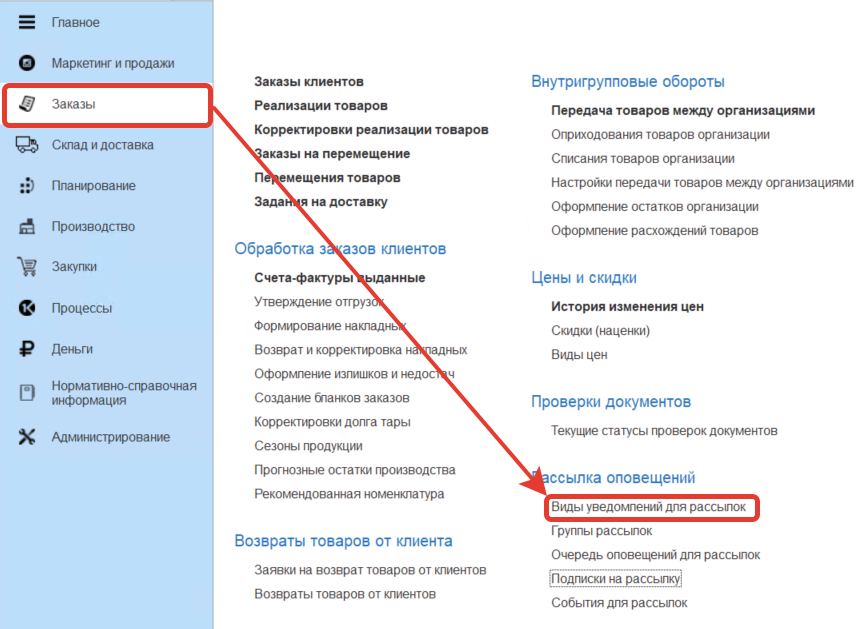 Главное
Маркетинг и продажи
Заказы
Склад и доставка
Планирование
Производство
Закупки
Процессы
Деньги
Нормативно-справочная
информация
Администрирование
Заказы клиентов
Реализации товаров
Корректировки реализации товаров
Заказы на перемещение
Перемещения товаров
Задания на доставку
Обработка заказов клиентов
Счета-фактуры выданные
Утверждение отгрузок
Формирование накладных
Возврат и корректировка накладных
Оформление излишков и недостач
Создание бланков заказов
Корректировки долга тары
Сезоны продукции
Прогнозные остатки производства
Рекомендованная номенклатура
Возвраты товаров от клиента
Заявки на возврат товаров от клиентов
Возвраты товаров от клиентов
Внутригрупповые обороты
Передача товаров между организациями
Оприходования товаров организации
Списания товаров организации
Настройки передачи товаров между организациями
Оформление остатков организации
Оформление расхождений товаров
Цены и скидки
История изменения цен
Скидки (наценки)
Виды цен
Проверки документов
Текущие статусы проверок документов
Рассылка оповещений
Виды уведомлений для рассылок
Группы рассылок
Очередь оповещений для рассылок
Подписки на рассылку
События для рассылок